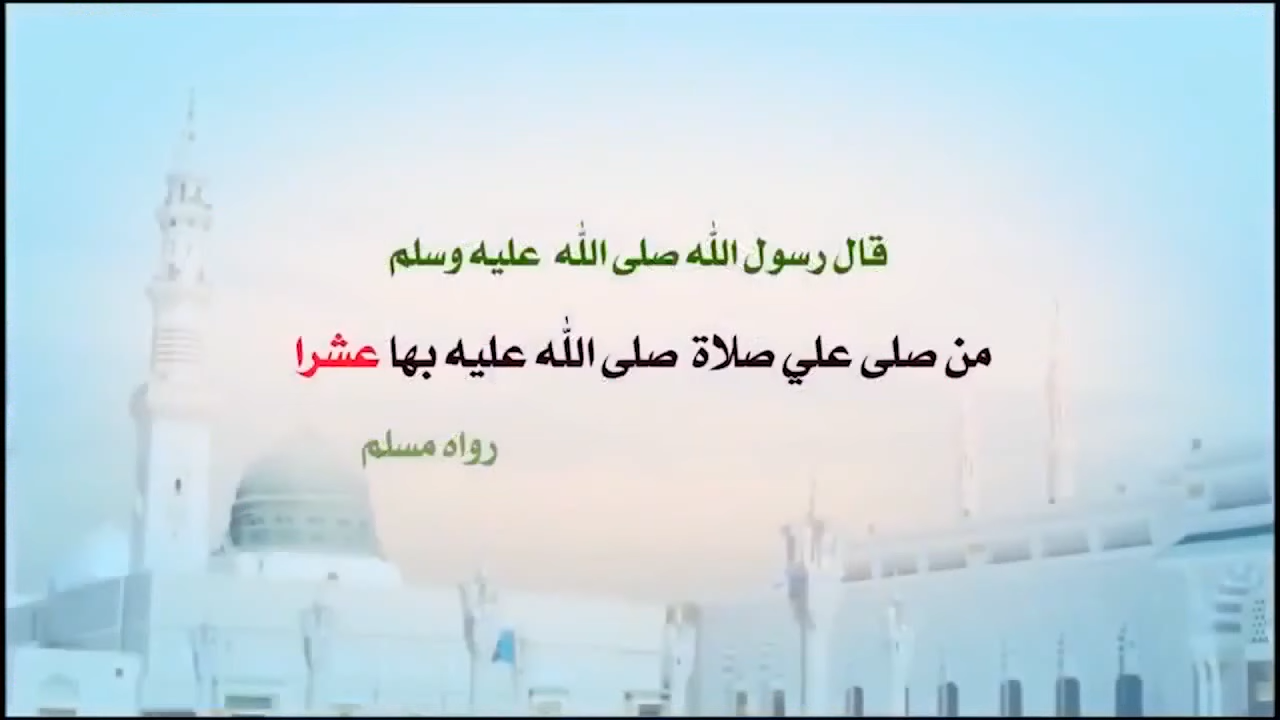 قال رسول الله صلى الله عليه وسلم
من صلى علي صلاة صلى الله عليه بها عشرا
رواه مسلم